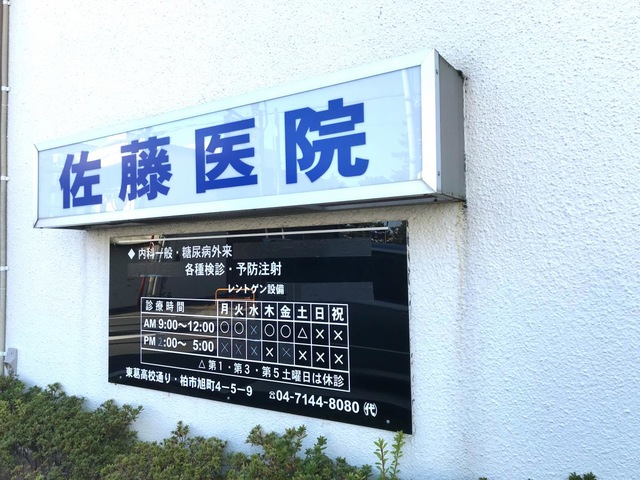 佐藤医院
◆内科一般・糖尿病外来
各種検診・予防注射
レントゲン設備
診療時間 月 火 水 木 金 土 日 祝
AM 9:00〜12:00 ○ ○ × ○ ○ △ × ×
PM 2:00〜 5:00 × × × × × × × ×
△第1・第3・第5土曜日は休診
東葛高校通り・柏市旭町4-5-9 ☎04-7144-8080 ㈹